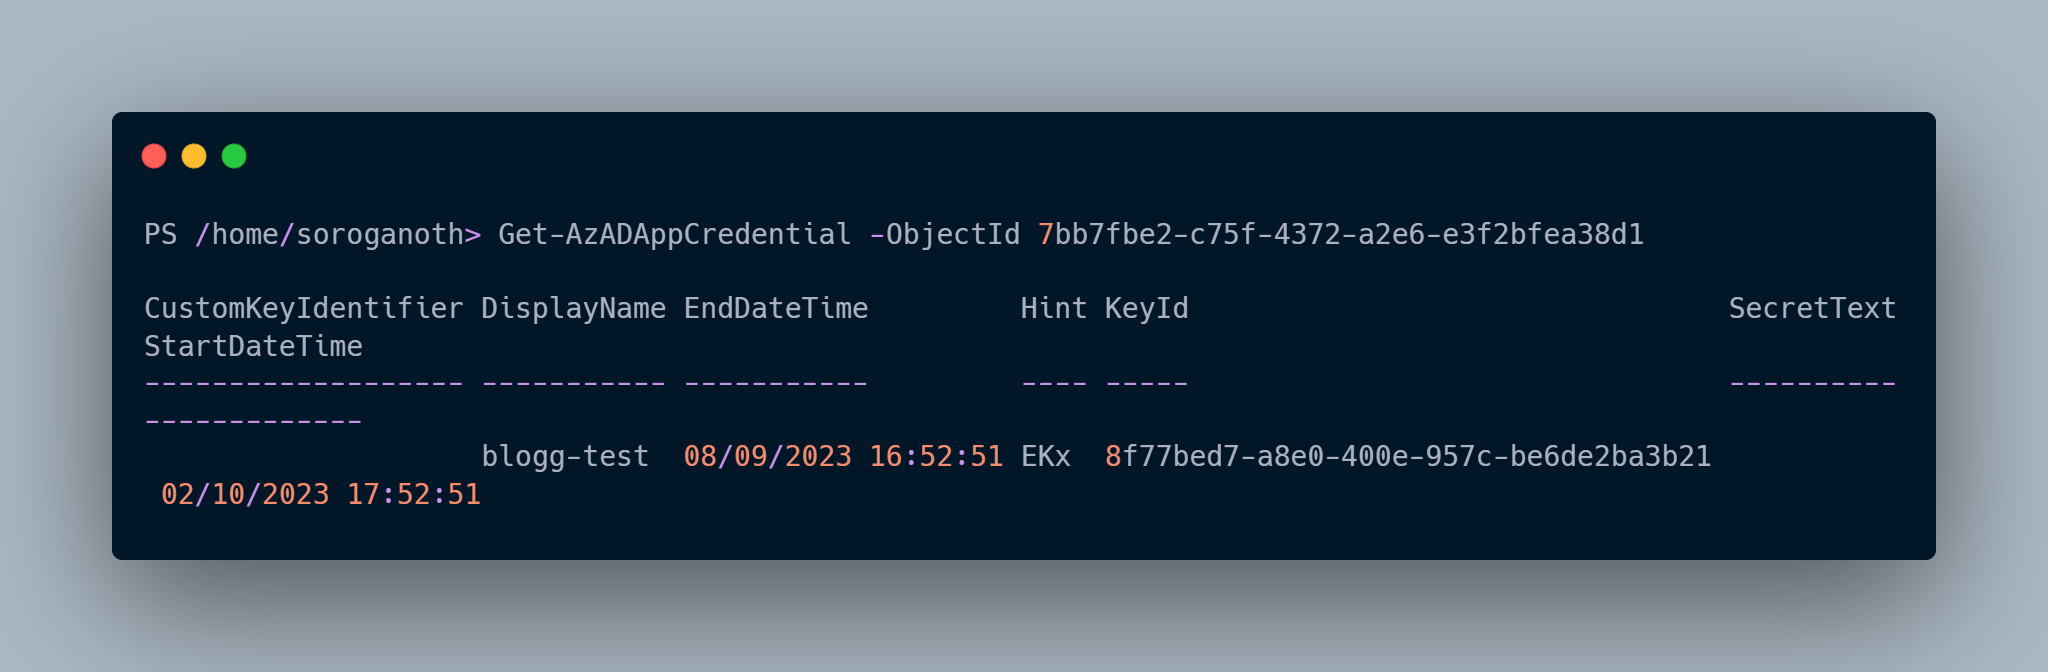 PS /home/soroganoth> Get-AzADAppCredential -ObjectId 7bb7fbe2-c75f-4372-a2e6-e3f2bfea38d1
CustomKeyIdentifier DisplayName EndDateTime         Hint KeyId                                SecretText
StartDateTime
------------------- ----------- -----------         ---- -----                                ----------
-------------
                    blogg-test  08/09/2023 16:52:51 EKx  8f77bed7-a8e0-400e-957c-be6de2ba3b21
 02/10/2023 17:52:51